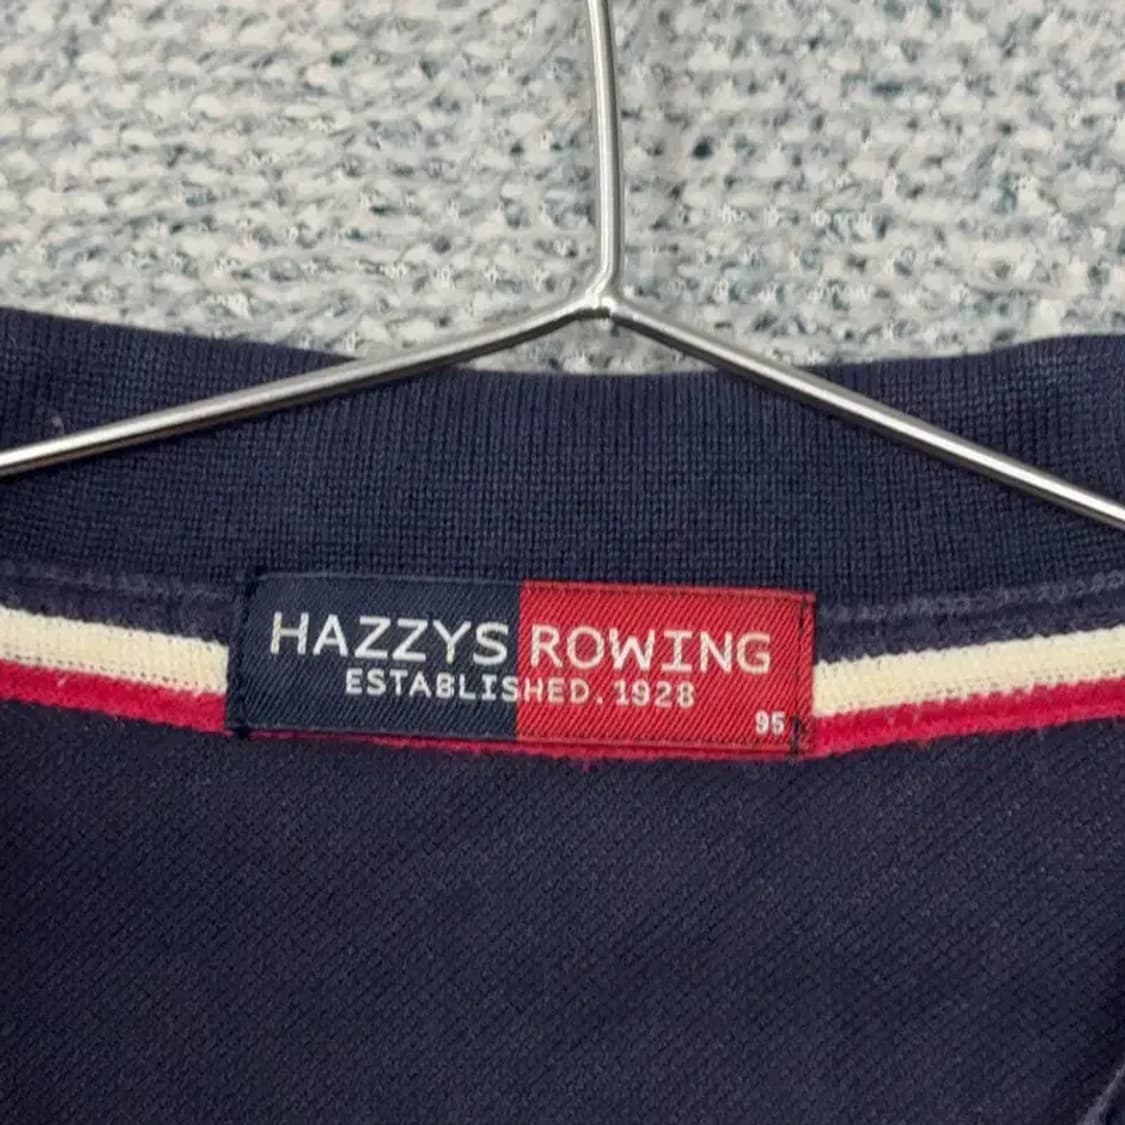 HAZZYS ROWING
ESTABLISHED.1928
95